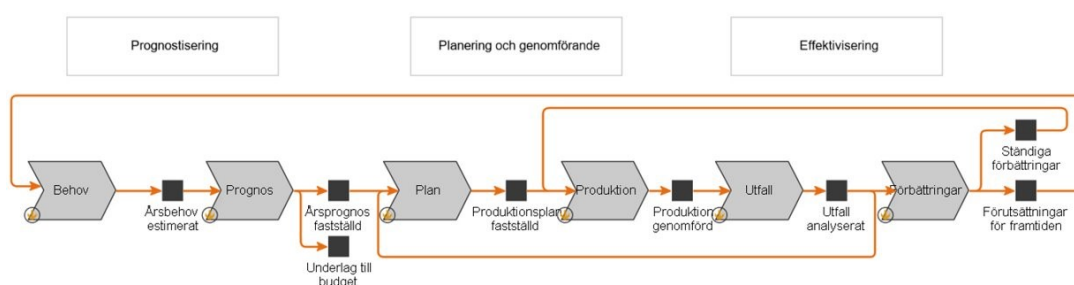 Prognostisering
Planering och genomförande
Effektivisering
Behov
Årsbehov
estimerat
Prognos
Årsprognos
fastställd
Underlag till
budget
Plan
Produktionsplan
fastställd
Produktion
Produktion
genomförd
Utfall
Utfall
analyserat
Förbättringar
Ständiga
förbättringar
Förutsättningar
för framtiden